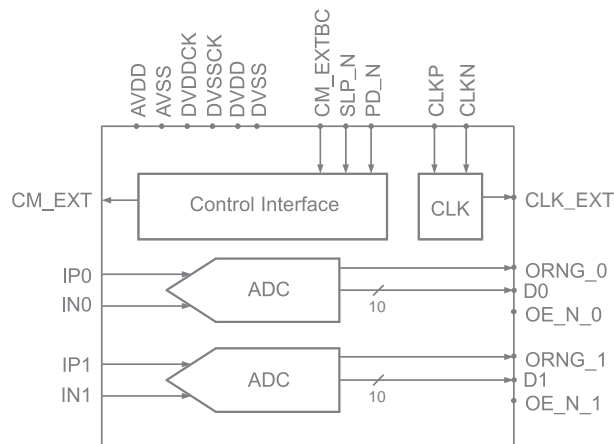 AVDD
AVSS
DVDDCK
DVSSCK
DVDD
DVSS
CM_EXTBC
SLP_N
PD_N
CLKP
CLKN
CM_EXT
Control Interface
CLK
CLK_EXT
IP0
IN0
ADC
10
ORNG_0
D0
OE_N_0
IP1
IN1
ADC
10
ORNG_1
D1
OE_N_1